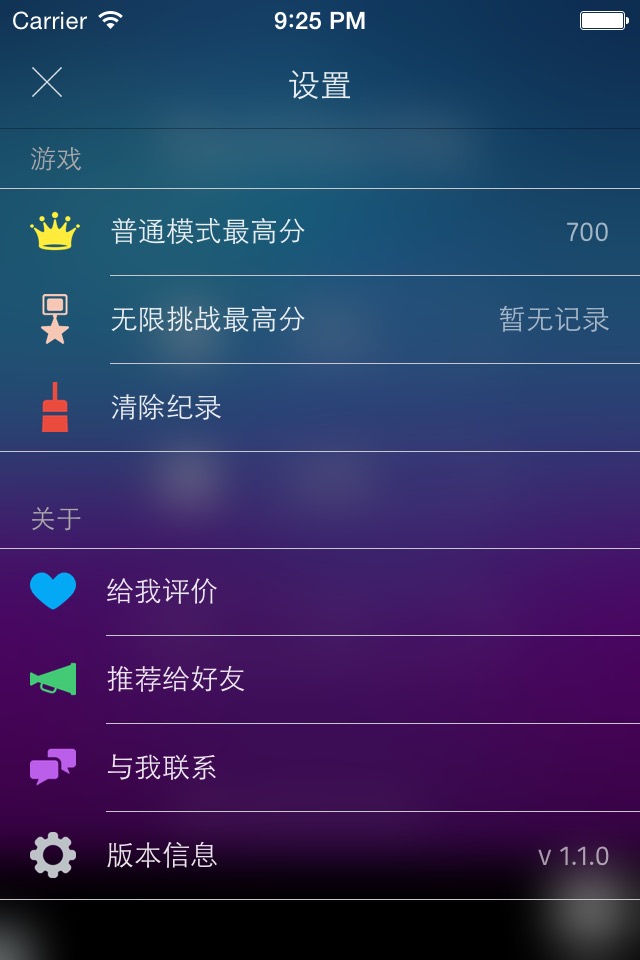 Carrier 9:25 PM
设置
游戏
普通模式最高分 700
无限挑战最高分 暂无记录
清除纪录
关于
给我评价
推荐给好友
与我联系
版本信息 v 1.1.0